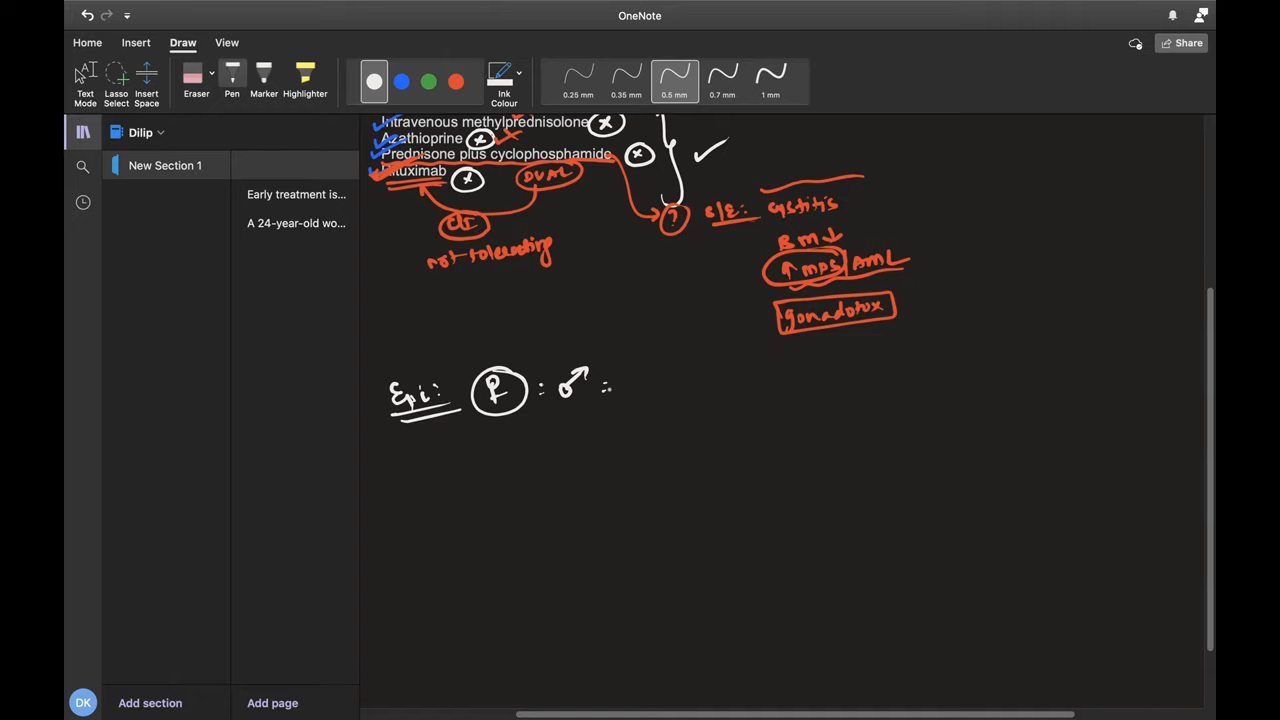 OneNote
Home Insert Draw View
Share
Text Mode
Lasso Select
Insert Space
Eraser
Pen
Marker
Highlighter
Ink Colour
0.25 mm
0.35 mm
0.5 mm
0.7 mm
1 mm
Dilip
New Section 1
Early treatment is...
A 24-year-old wo...
Intravenous methylprednisolone x
Azathioprine x
Prednisone plus cyclophosphamide x
Rituximab x
DUAL
C/I
not tolerating
?
S/E: cystitis
BM↓
↑ MDS/AML
gonadotox
Epi: ♀ : ♂ =
DK
Add section
Add page